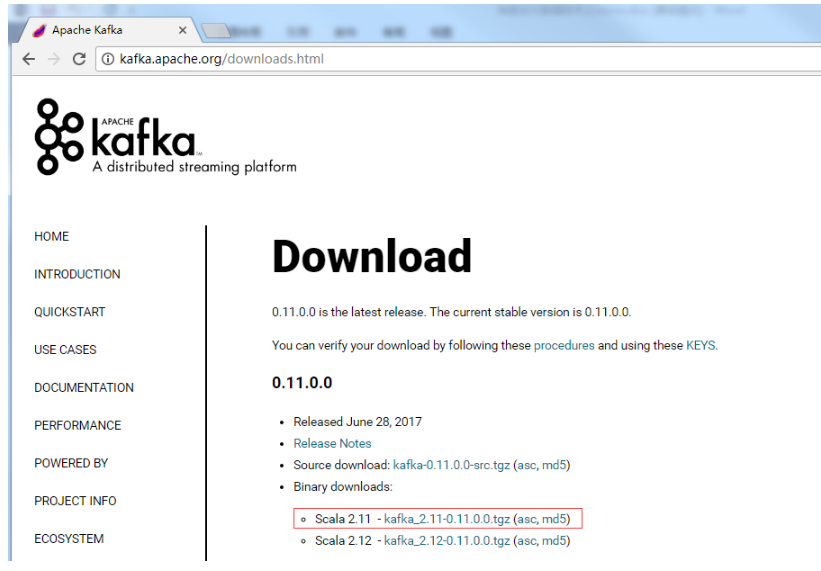 Apache Kafka
kafka.apache.org/downloads.html
APACHE
kafka
A distributed streaming platform
HOME
INTRODUCTION
QUICKSTART
USE CASES
DOCUMENTATION
PERFORMANCE
POWERED BY
PROJECT INFO
ECOSYSTEM
Download
0.11.0.0 is the latest release. The current stable version is 0.11.0.0.
You can verify your download by following these procedures and using these KEYS.
0.11.0.0
Released June 28, 2017
Release Notes
Source download: kafka-0.11.0.0-src.tgz (asc, md5)
Binary downloads:
Scala 2.11 - kafka_2.11-0.11.0.0.tgz (asc, md5)
Scala 2.12 - kafka_2.12-0.11.0.0.tgz (asc, md5)